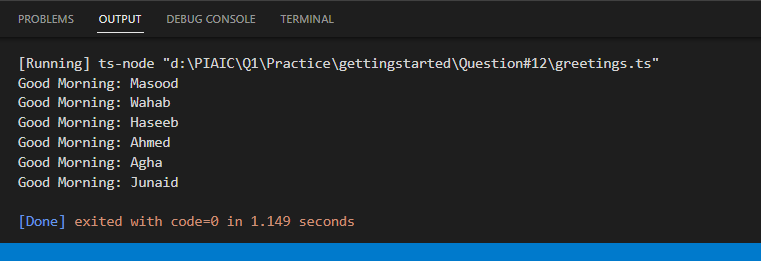 PROBLEMS OUTPUT DEBUG CONSOLE TERMINAL
[Running] ts-node "d:\PIAIC\Q1\Practice\gettingstarted\Question#12\greetings.ts"
Good Morning: Masood
Good Morning: Wahab
Good Morning: Haseeb
Good Morning: Ahmed
Good Morning: Agha
Good Morning: Junaid
[Done] exited with code=0 in 1.149 seconds